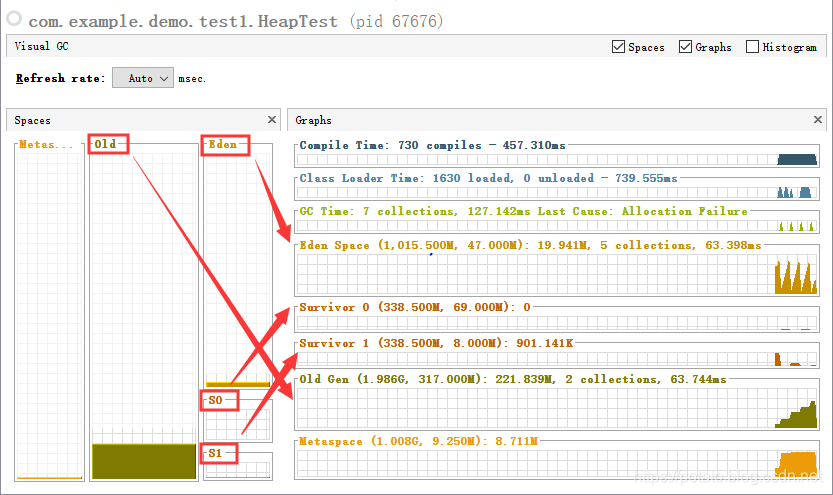 com.example.demo.test1.HeapTest (pid 67676)
Visual GC
Spaces Graphs Histogram
Refresh rate: Auto msec.
Spaces
Metas...
Old
Eden
S0
S1
Graphs
Compile Time: 730 compiles - 457.310ms
Class Loader Time: 1630 loaded, 0 unloaded - 739.555ms
GC Time: 7 collections, 127.142ms Last Cause: Allocation Failure
Eden Space (1,015.500M, 47.000M): 19.941M, 5 collections, 63.398ms
Survivor 0 (338.500M, 69.000M): 0
Survivor 1 (338.500M, 8.000M): 901.141K
Old Gen (1.986G, 317.000M): 221.839M, 2 collections, 63.744ms
Metaspace (1.008G, 9.250M): 8.711M
https://potato.blog.csdn.net